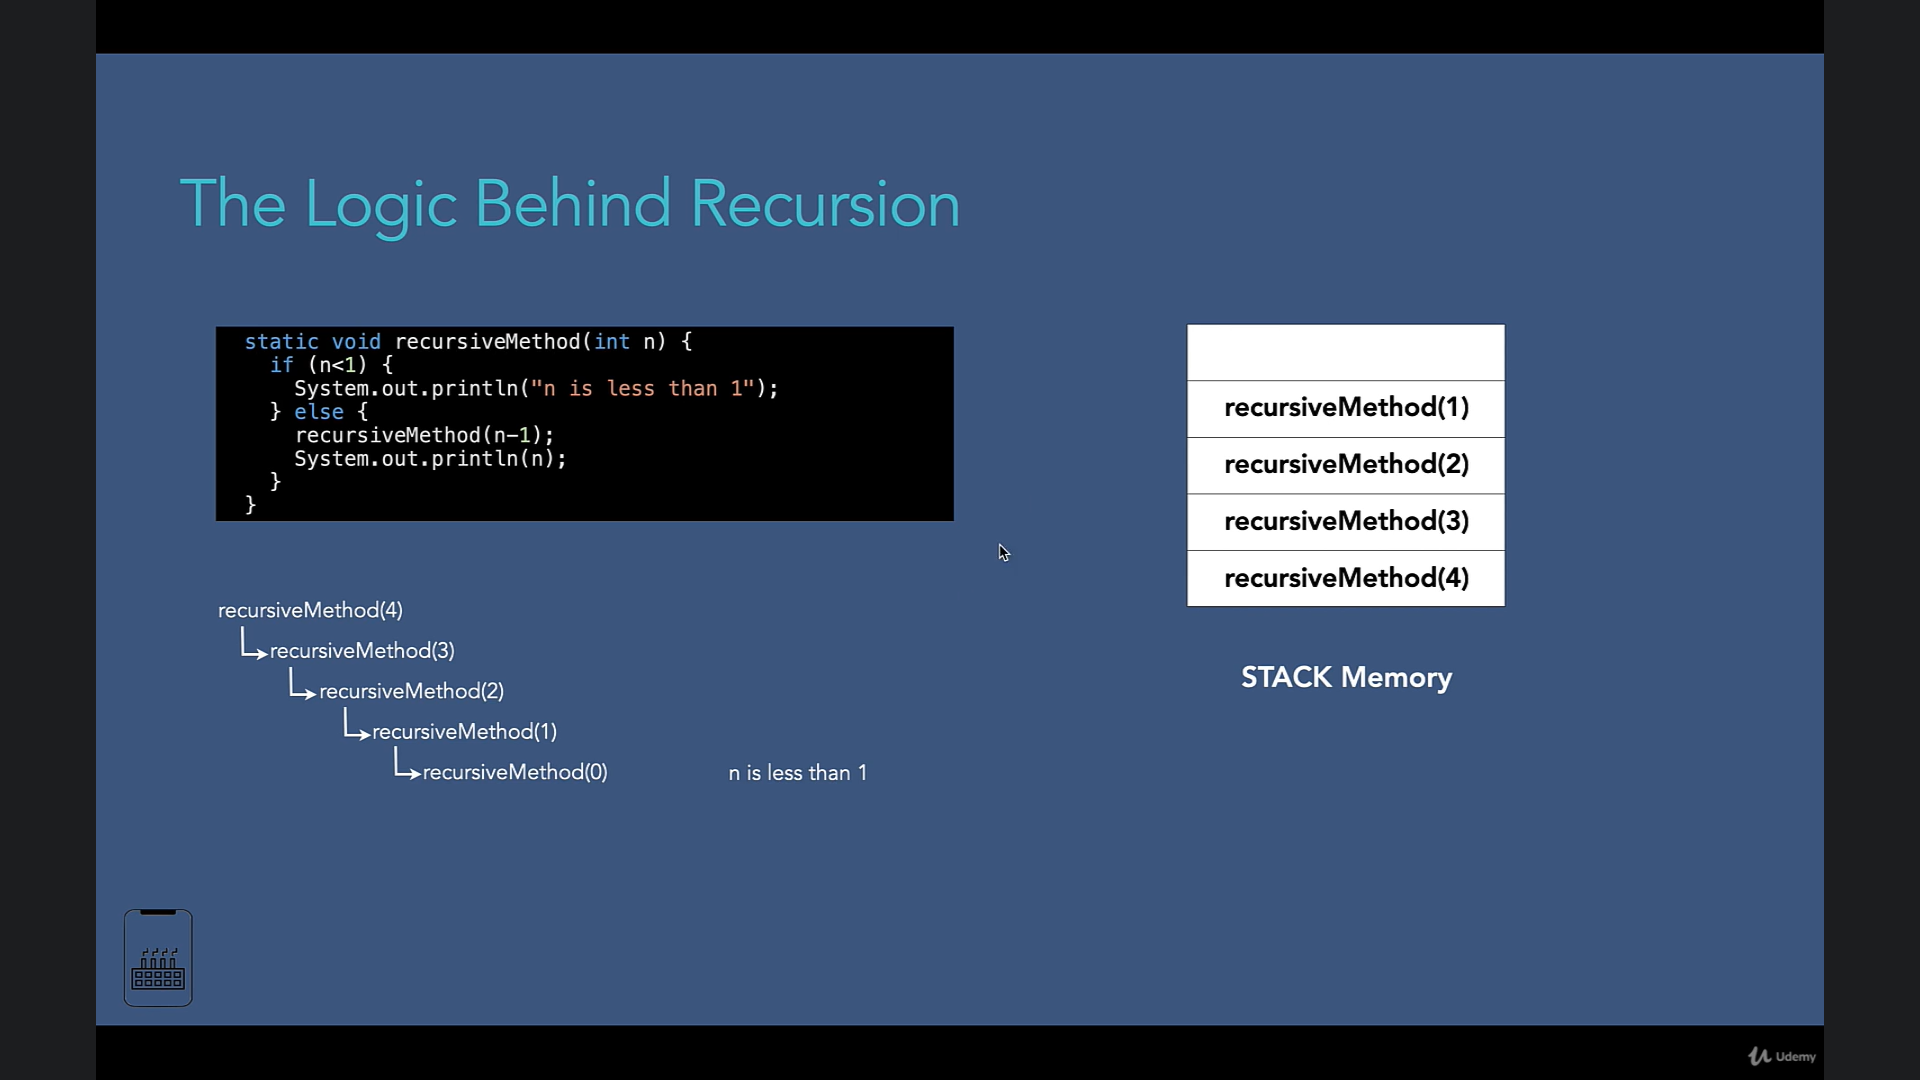 The Logic Behind Recursion
static void recursiveMethod(int n) {
if (n<1) {
System.out.println("n is less than 1");
} else {
recursiveMethod(n-1);
System.out.println(n);
}
}
recursiveMethod(1)
recursiveMethod(2)
recursiveMethod(3)
recursiveMethod(4)
STACK Memory
recursiveMethod(4)
recursiveMethod(3)
recursiveMethod(2)
recursiveMethod(1)
recursiveMethod(0) n is less than 1
Udemy